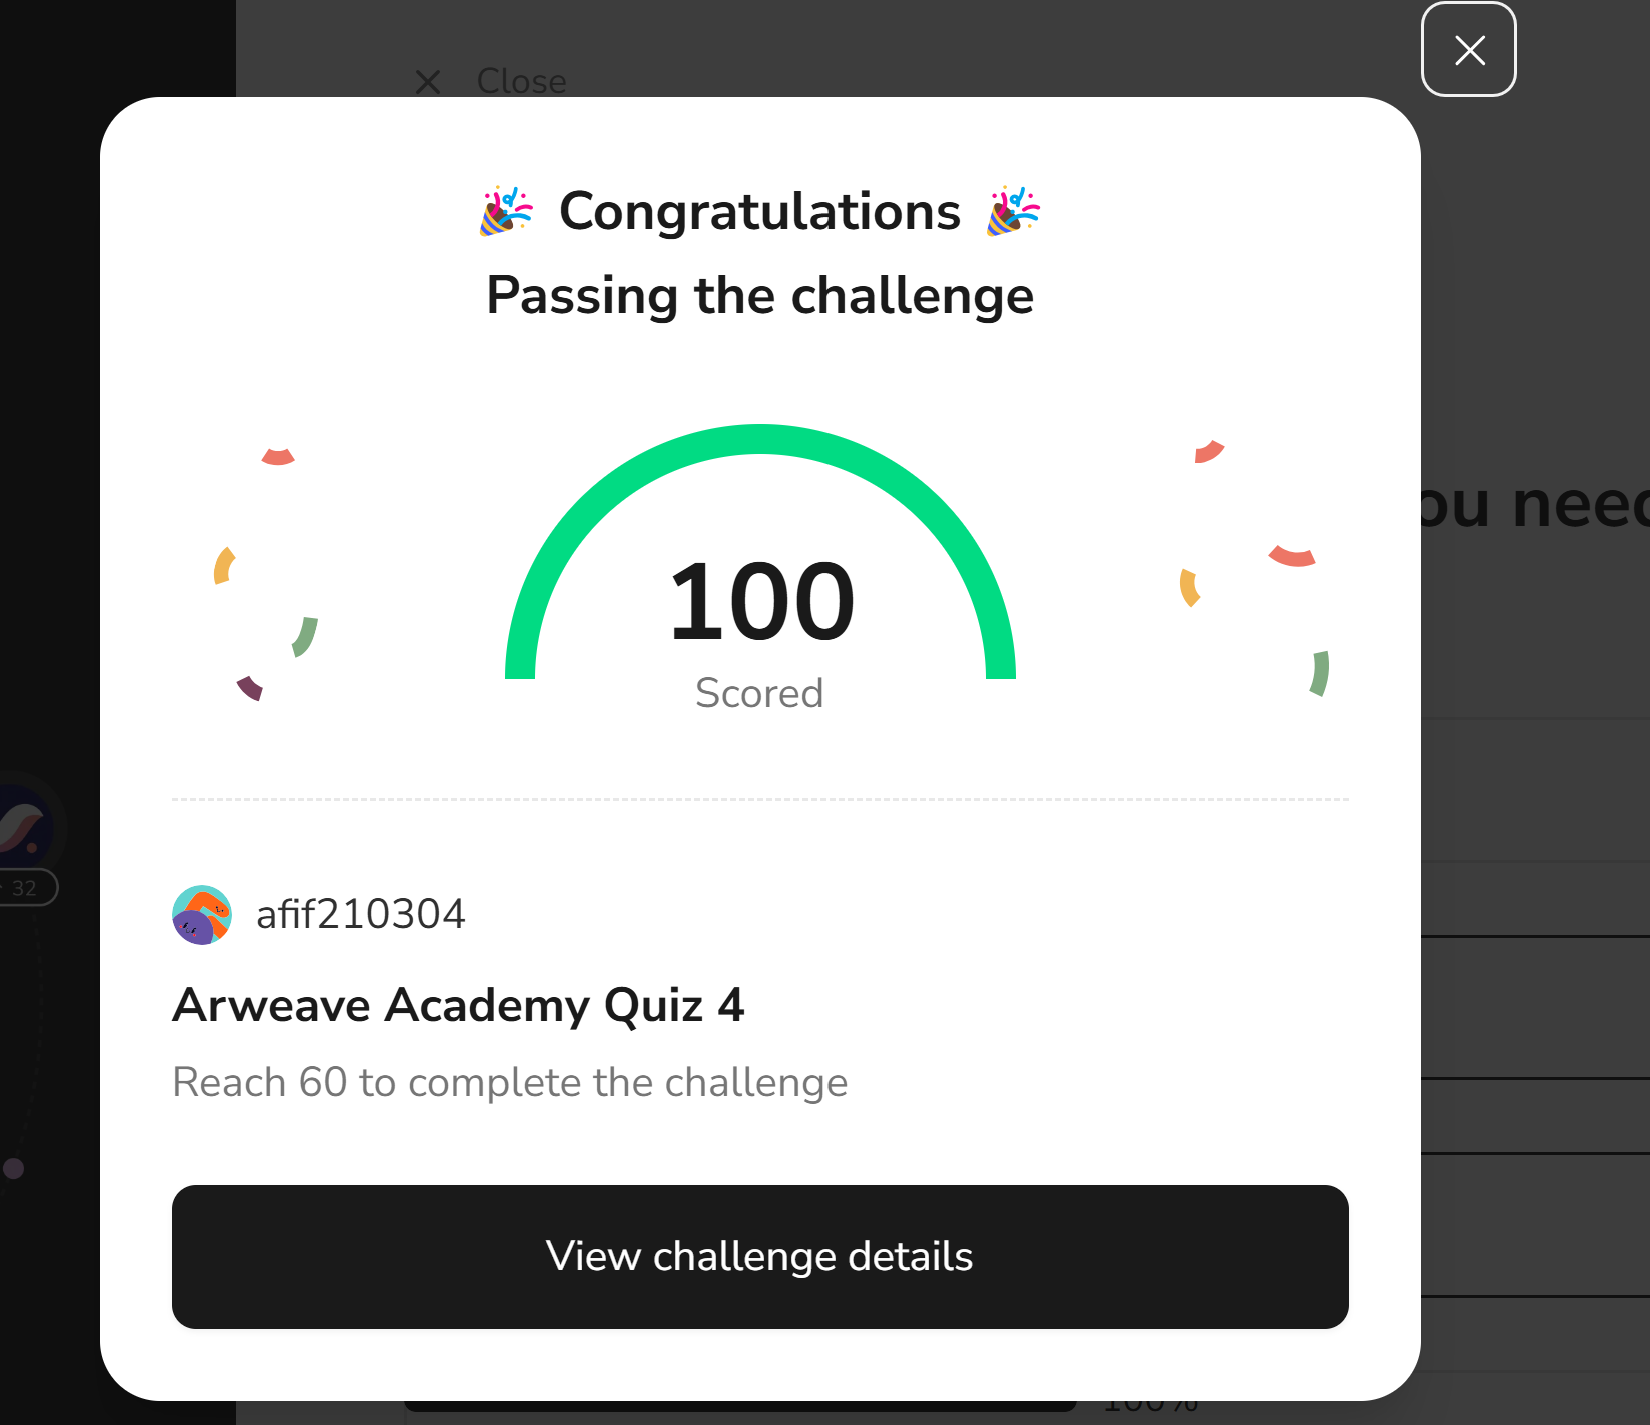 Close
🎉 Congratulations 🎉
Passing the challenge
ou need
100
Scored
32
afif210304
Arweave Academy Quiz 4
Reach 60 to complete the challenge
View challenge details
100%